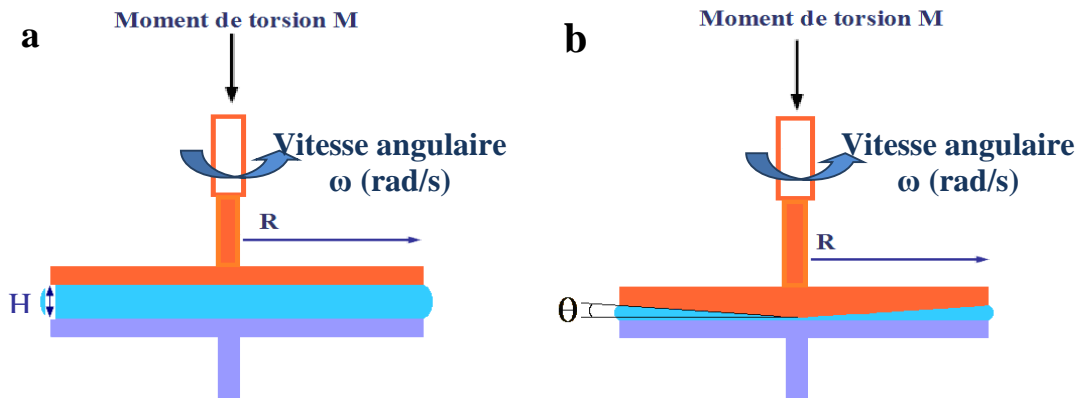 a
Moment de torsion M
Vitesse angulaire
ω (rad/s)
R
H
b
Moment de torsion M
Vitesse angulaire
ω (rad/s)
R
θ